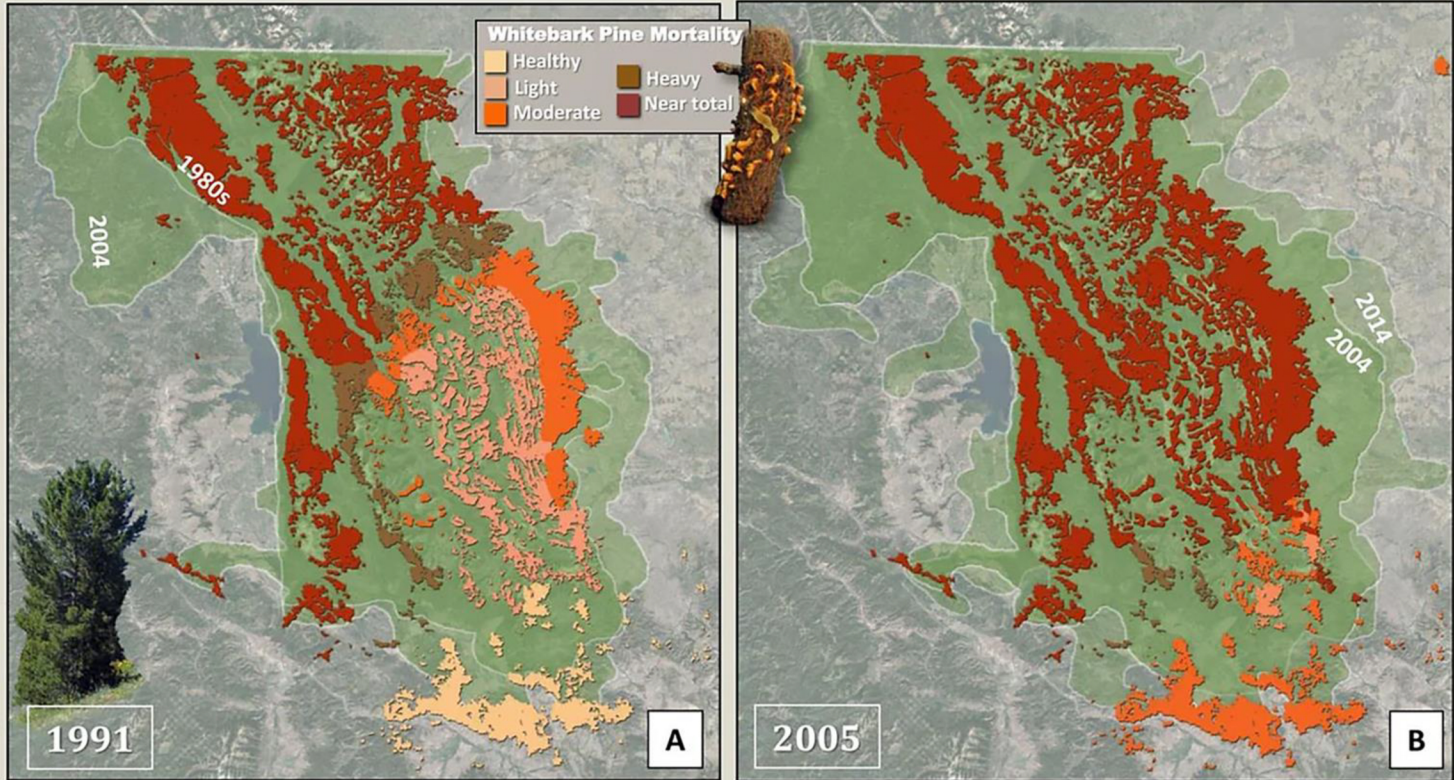 Whitebark Pine Mortality
Healthy
Light
Moderate
Heavy
Near total
1980s
2004
1991
A
2014
2004
2005
B